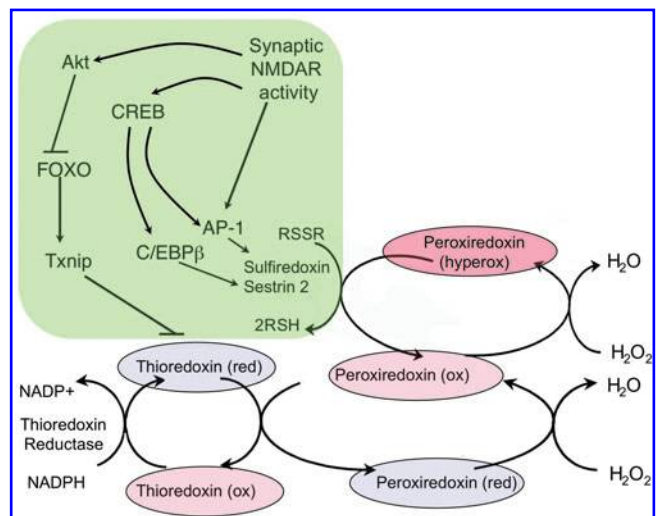 Akt
Synaptic
NMDAR
activity
CREB
FOXO
AP-1
RSSR
Peroxiredoxin
(hyperox)
H₂O
Txnip
C/EBPβ
Sulfiredoxin
Sestrin 2
2RSH
H₂O₂
Thioredoxin (red)
Peroxiredoxin (ox)
H₂O
NADP+
Thioredoxin
Reductase
NADPH
Thioredoxin (ox)
Peroxiredoxin (red)
H₂O₂